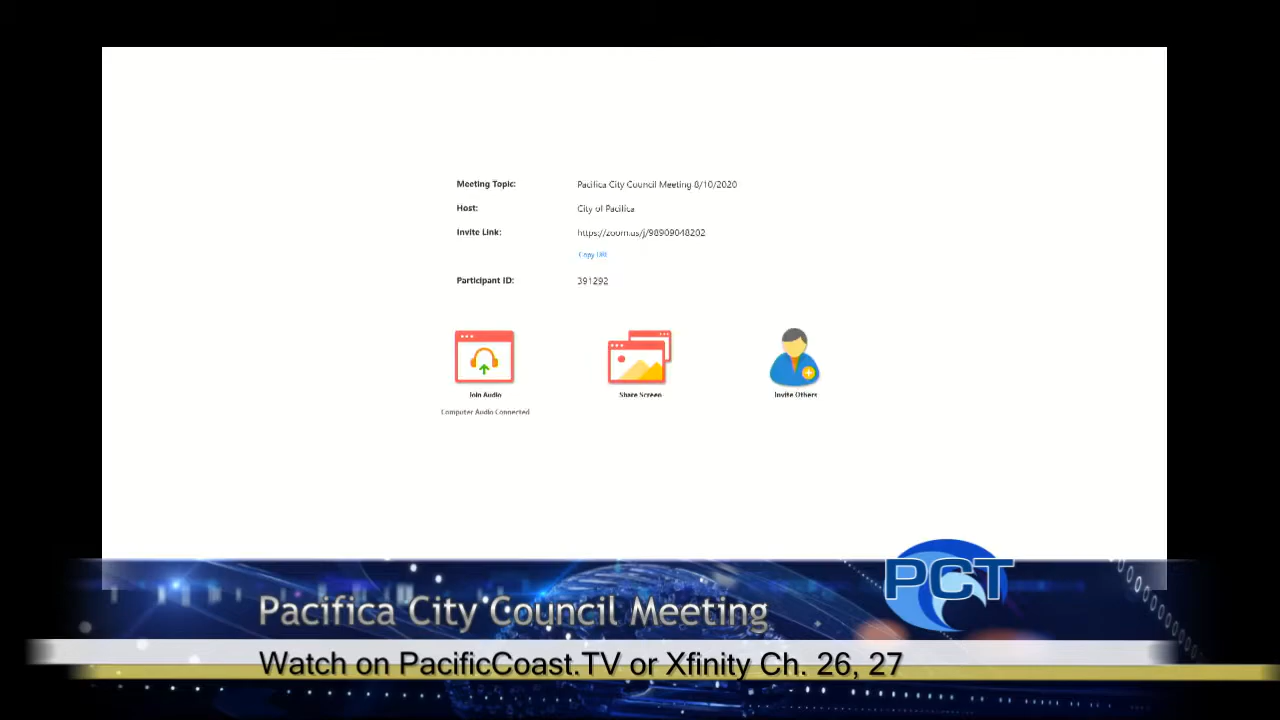 Meeting Topic: Pacifica City Council Meeting 8/10/2020
Host: City of Pacifica
Invite Link: https://zoom.us/j/98909048202
Copy URL
Participant ID: 391292
Join Audio Share Screen Invite Others
Computer Audio Connected
PCT
Pacifica City Council Meeting
Watch on PacificCoast.TV or Xfinity Ch. 26, 27